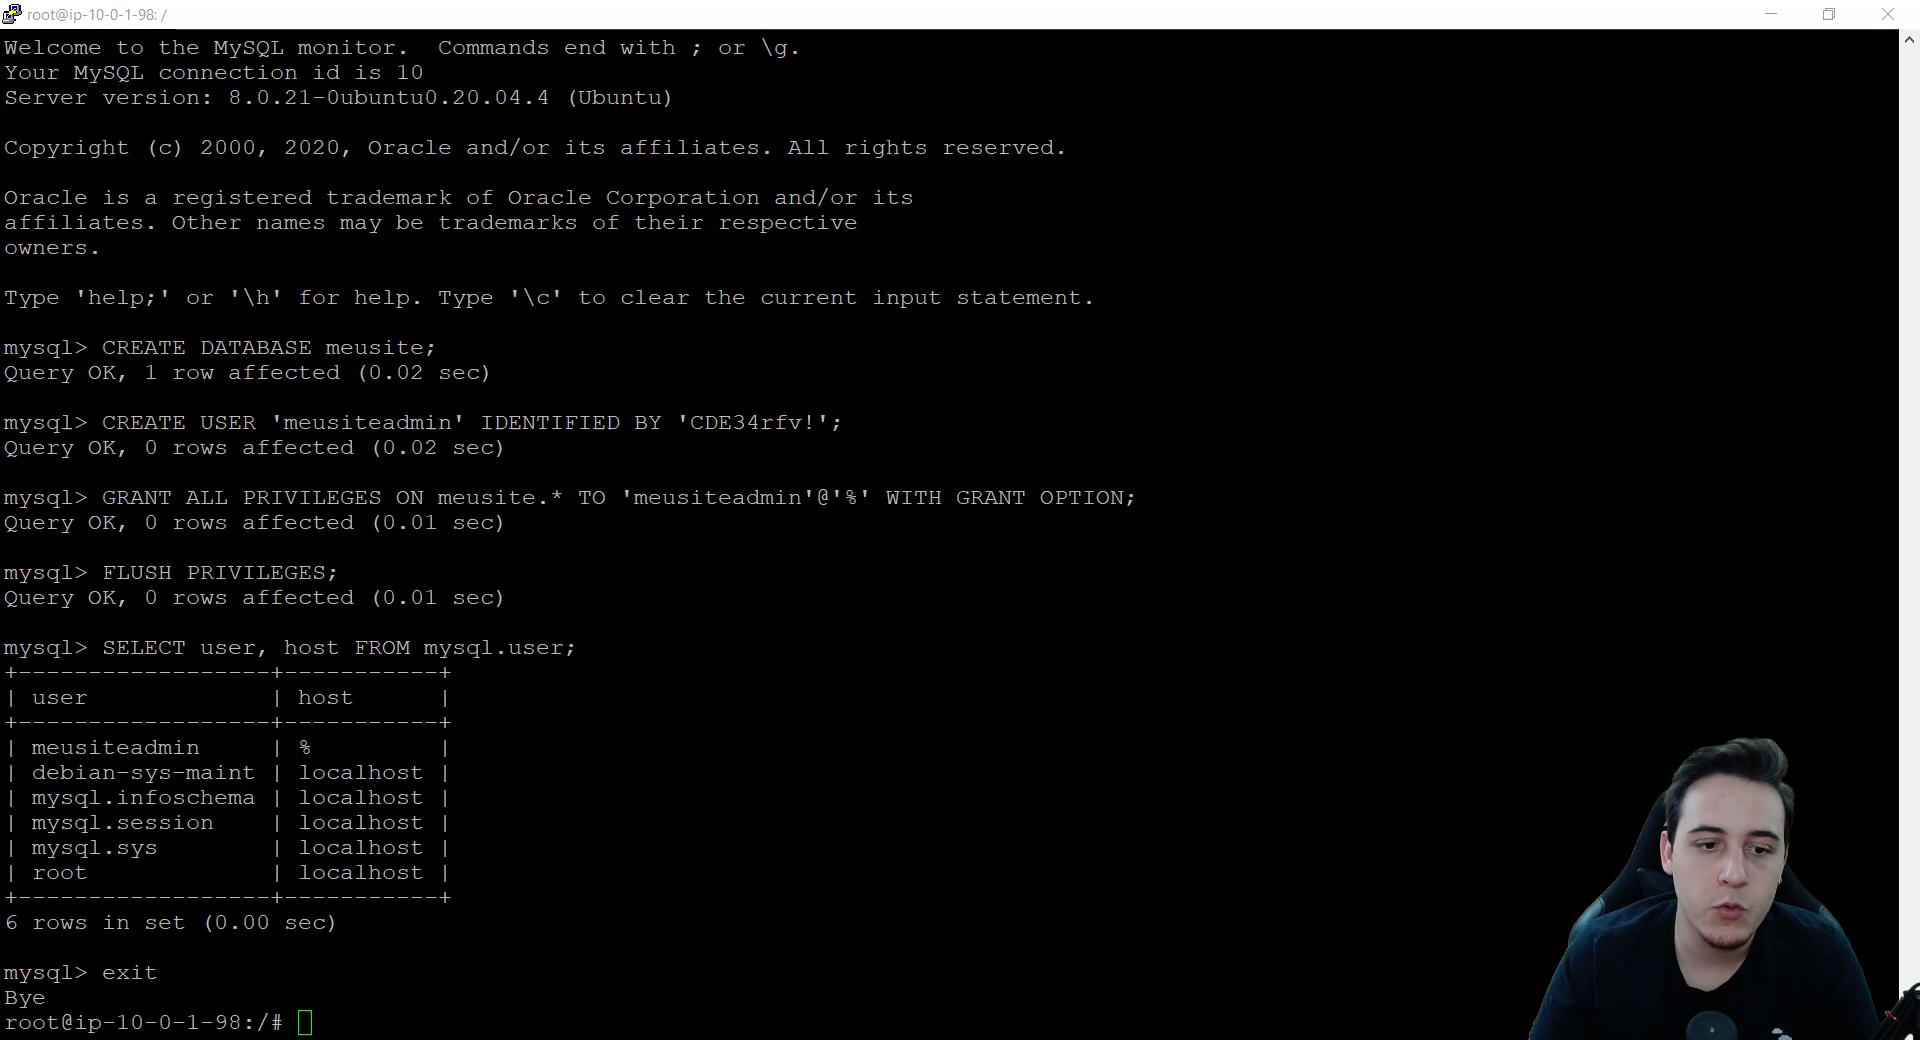 root@ip-10-0-1-98: /
Welcome to the MySQL monitor.  Commands end with ; or \g.
Your MySQL connection id is 10
Server version: 8.0.21-0ubuntu0.20.04.4 (Ubuntu)
Copyright (c) 2000, 2020, Oracle and/or its affiliates. All rights reserved.
Oracle is a registered trademark of Oracle Corporation and/or its
affiliates. Other names may be trademarks of their respective
owners.
Type 'help;' or '\h' for help. Type '\c' to clear the current input statement.
mysql> CREATE DATABASE meusite;
Query OK, 1 row affected (0.02 sec)
mysql> CREATE USER 'meusiteadmin' IDENTIFIED BY 'CDE34rfv!';
Query OK, 0 rows affected (0.02 sec)
mysql> GRANT ALL PRIVILEGES ON meusite.* TO 'meusiteadmin'@'%' WITH GRANT OPTION;
Query OK, 0 rows affected (0.01 sec)
mysql> FLUSH PRIVILEGES;
Query OK, 0 rows affected (0.01 sec)
mysql> SELECT user, host FROM mysql.user;
+------------------+-----------+
| user             | host      |
+------------------+-----------+
| meusiteadmin     | %         |
| debian-sys-maint | localhost |
| mysql.infoschema | localhost |
| mysql.session    | localhost |
| mysql.sys        | localhost |
| root             | localhost |
+------------------+-----------+
6 rows in set (0.00 sec)
mysql> exit
Bye
root@ip-10-0-1-98:/#